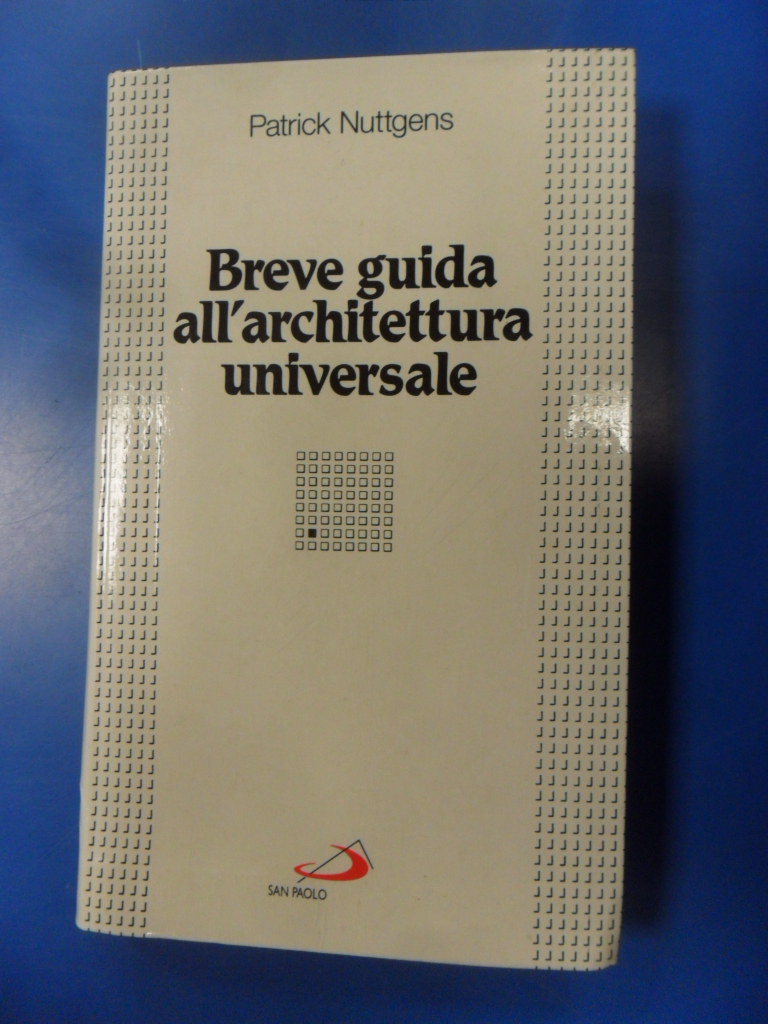 Patrick Nuttgens
Breve guida
all'architettura
universale
SAN PAOLO